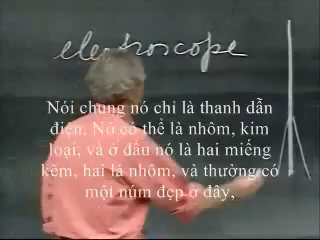 electroscope
Nói chung nó chỉ là thanh dẫn
điện. Nó có thể là nhôm, kim
loại, và ở đầu nó là hai miếng
kẽm, hai lá nhôm, và thường có
một núm đẹp ở đây,